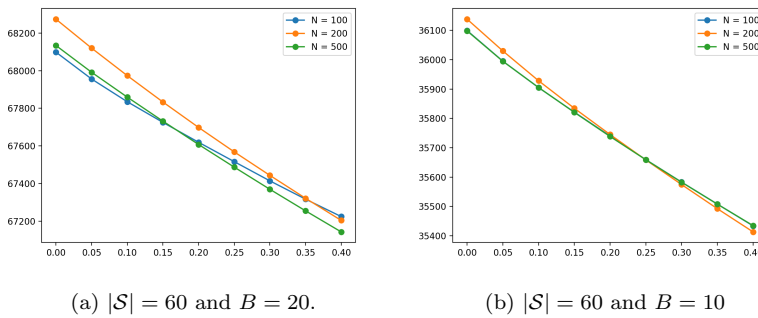 N = 100
N = 200
N = 500
68200
68000
67800
67600
67400
67200
0.00 0.05 0.10 0.15 0.20 0.25 0.30 0.35 0.40
(a) |𝒮| = 60 and B = 20.
N = 100
N = 200
N = 500
36100
36000
35900
35800
35700
35600
35500
35400
0.00 0.05 0.10 0.15 0.20 0.25 0.30 0.35 0.40
(b) |𝒮| = 60 and B = 10